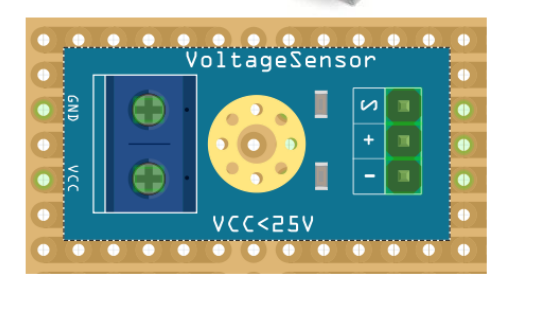 VoltageSensor
GND
VCC
S
+
-
VCC<25V